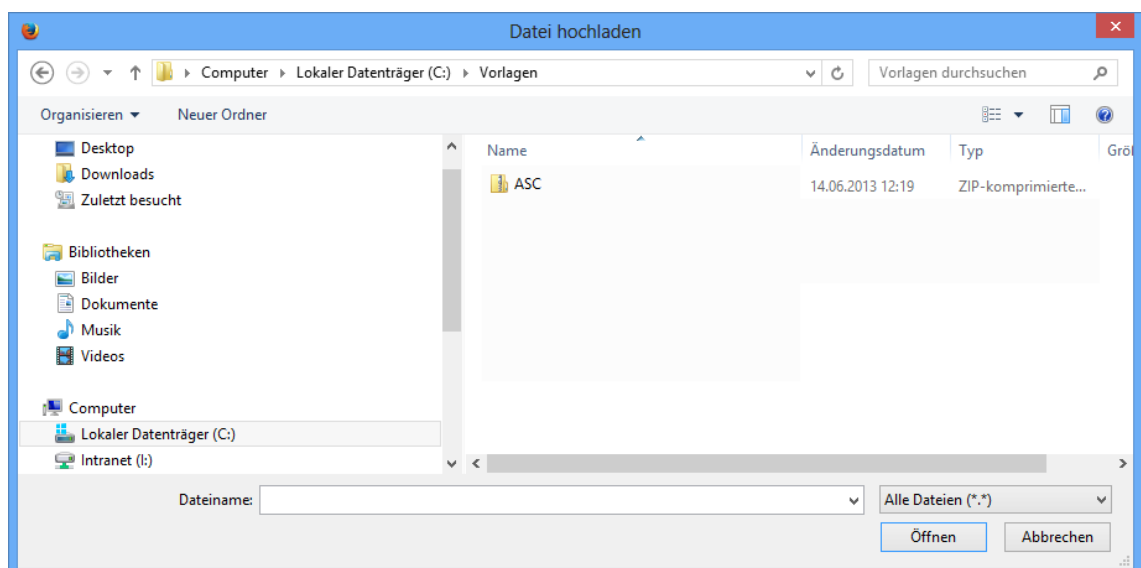 Datei hochladen
Computer Lokaler Datenträger (C:) Vorlagen Vorlagen durchsuchen
Organisieren Neuer Ordner
Desktop
Downloads
Zuletzt besucht
Bibliotheken
Bilder
Dokumente
Musik
Videos
Computer
Lokaler Datenträger (C:)
Intranet (I:)
Name Änderungsdatum Typ
ASC 14.06.2013 12:19 ZIP-komprimierte...
Dateiname: Alle Dateien (*.*)
Öffnen Abbrechen